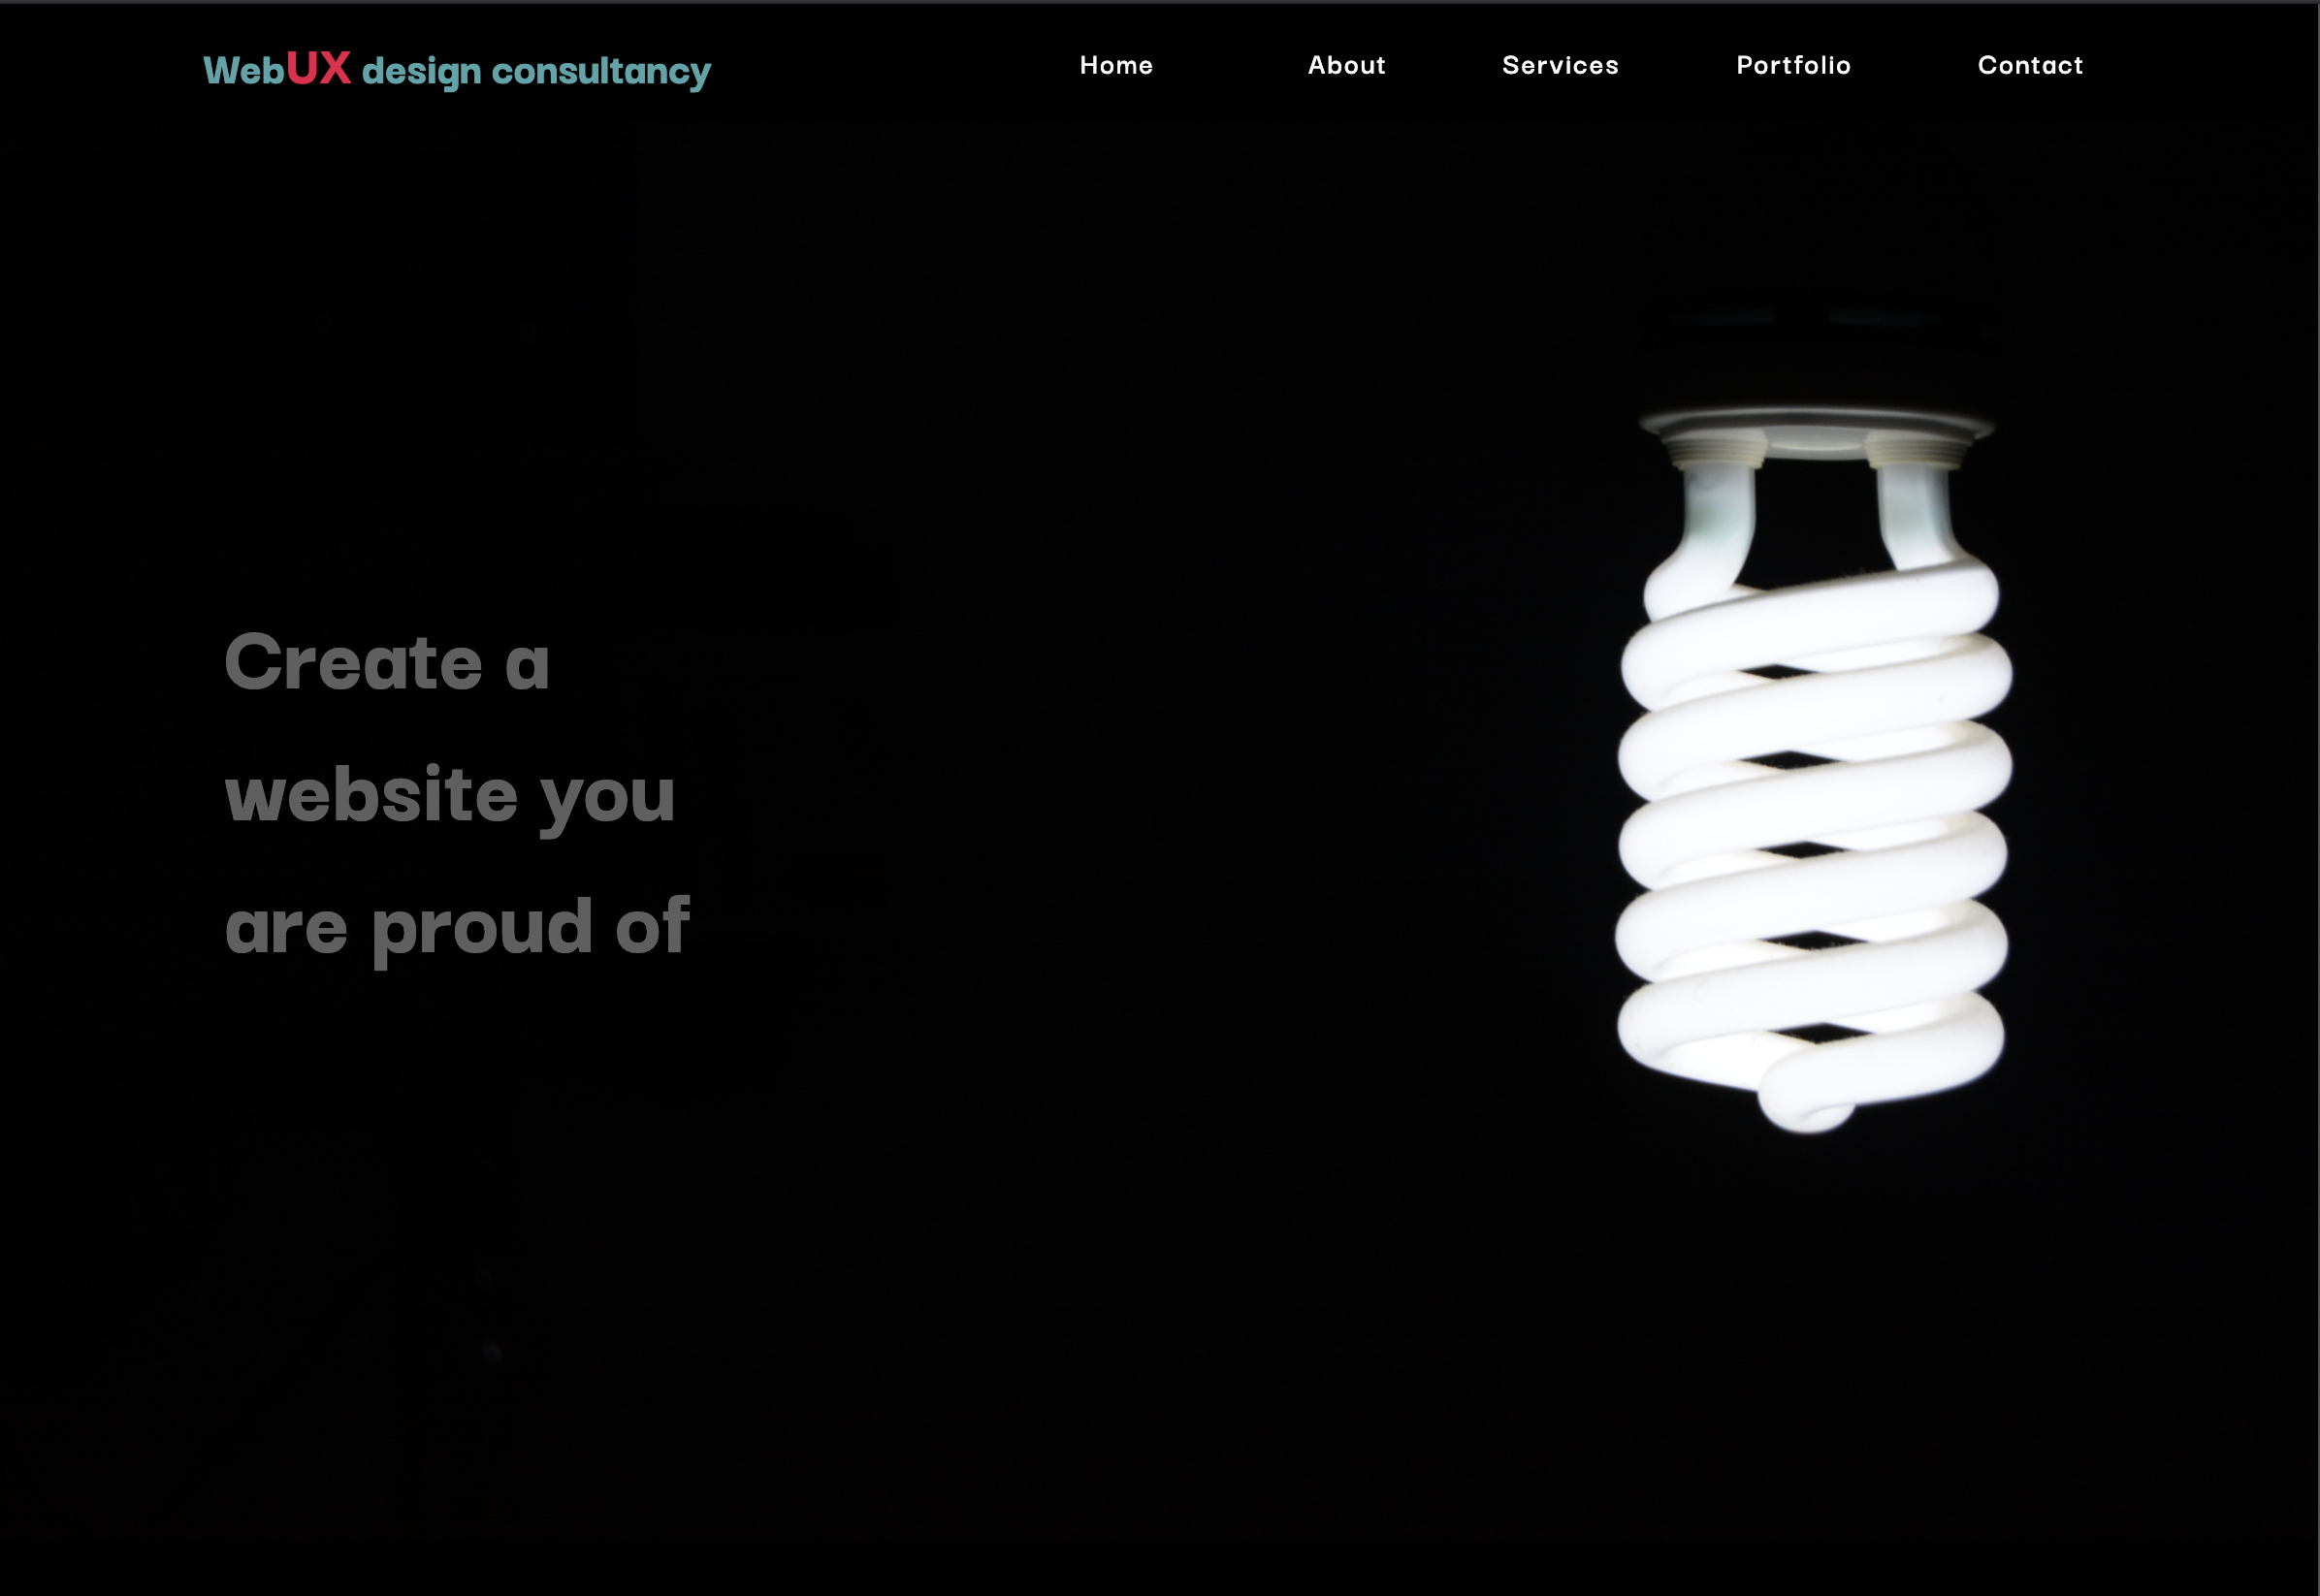 WebUX design consultancy
Home About Services Portfolio Contact
Create a
website you
are proud of